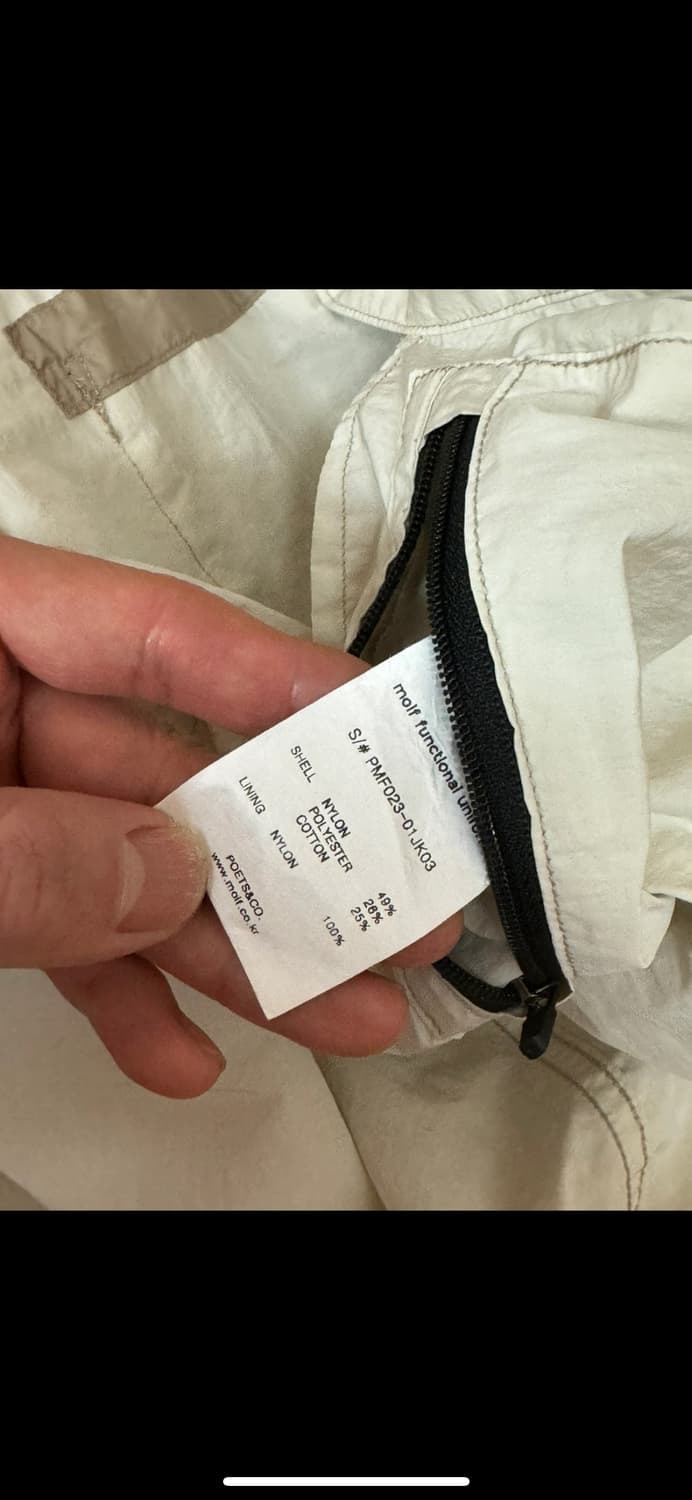 molf functional
S/# PMF023-01JK03
SHELL NYLON 49%
POLYESTER 26%
COTTON 25%
LINING NYLON 100%
POETS&CO.
www.molf.co.kr